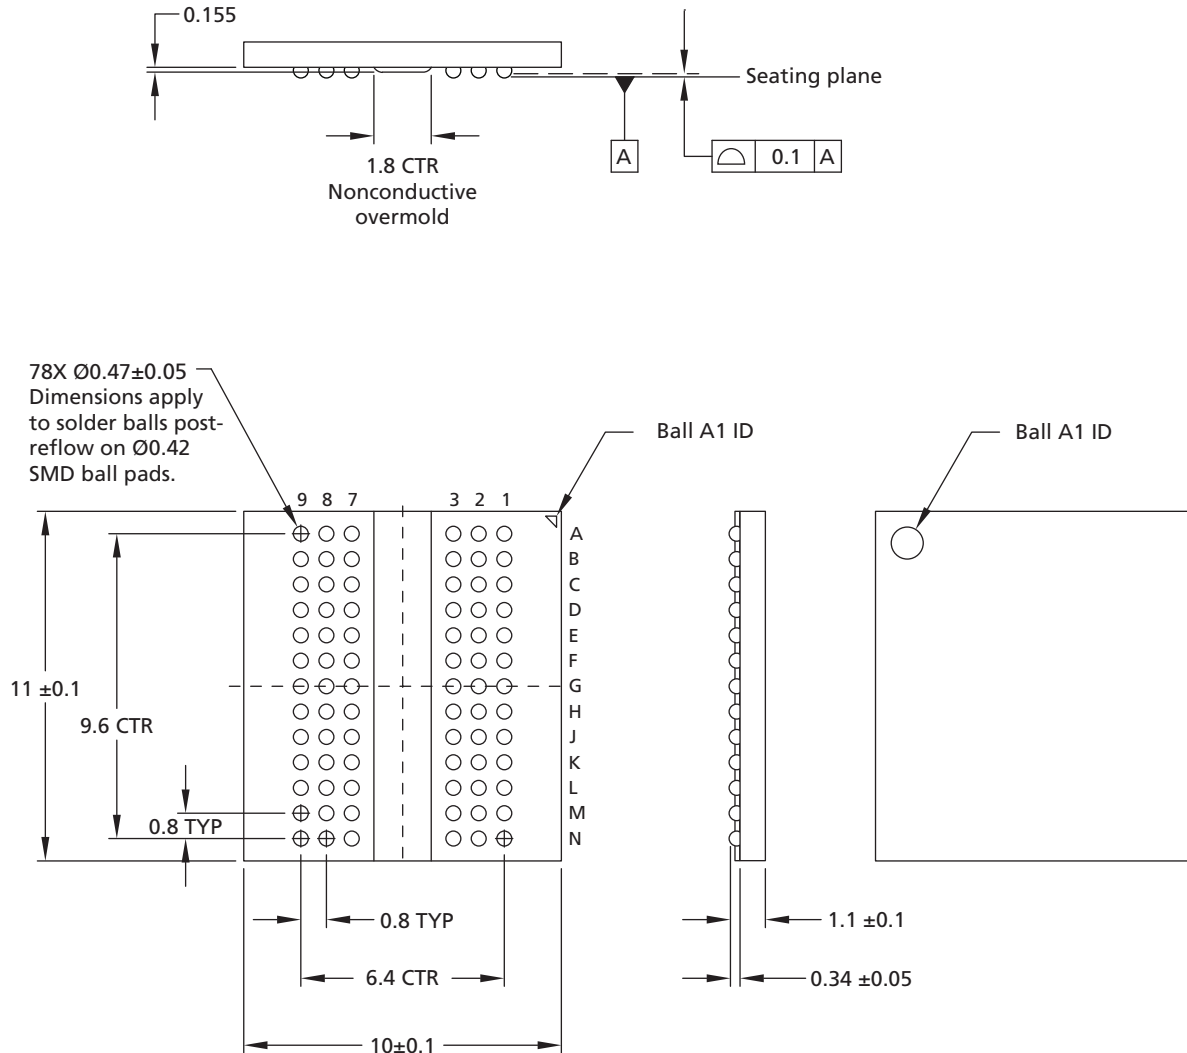 0.155
Seating plane
A
0.1 A
1.8 CTR
Nonconductive
overmold
78X Ø0.47±0.05
Dimensions apply
to solder balls post-
reflow on Ø0.42
SMD ball pads.
Ball A1 ID
Ball A1 ID
9 8 7 3 2 1
A
B
C
D
E
F
G
H
J
K
L
M
N
11 ±0.1
9.6 CTR
0.8 TYP
0.8 TYP
1.1 ±0.1
6.4 CTR
0.34 ±0.05
10±0.1